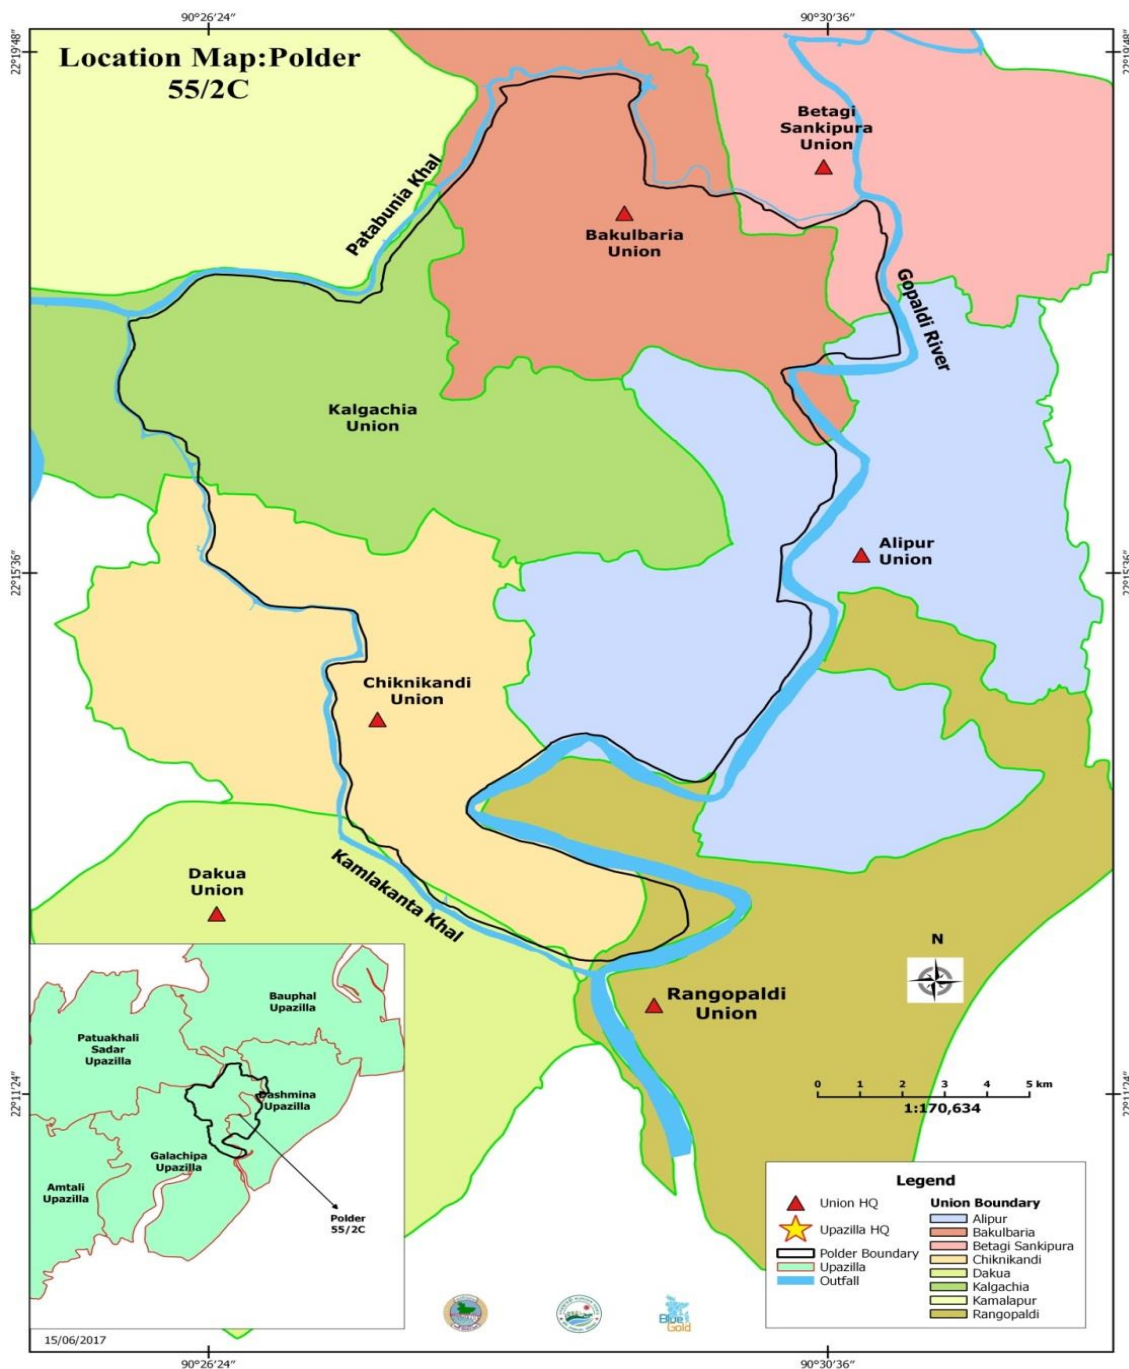 90°26′24″
90°30′36″
22°19′48″
22°19′48″
Location Map:Polder
55/2C
Betagi
Sankipura
Union
Patabunia Khal
Bakulbaria
Union
Gopaldi River
Kalgachia
Union
22°15′36″
22°15′36″
Alipur
Union
Chiknikandi
Union
Dakua
Union
Kamlakanta Khal
N
Rangopaldi
Union
Bauphal
Upazilla
Patuakhali
Sadar
Upazilla
Dashmina
Upazilla
Galachipa
Upazilla
Amtali
Upazilla
Polder
55/2C
22°11′24″
22°11′24″
0 1 2 3 4 5 km
1:170,634
Legend
Union HQ
Upazilla HQ
Polder Boundary
Upazilla
Outfall
Union Boundary
Alipur
Bakulbaria
Betagi Sankipura
Chiknikandi
Dakua
Kalgachia
Kamalapur
Rangopaldi
Blue
Gold
15/06/2017
90°26′24″
90°30′36″